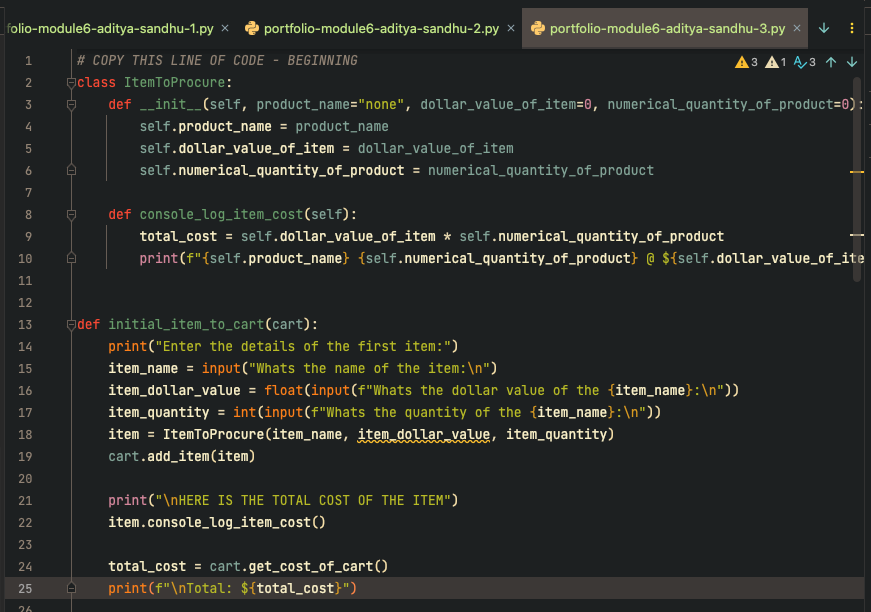 folio-module6-aditya-sandhu-1.py × portfolio-module6-aditya-sandhu-2.py × portfolio-module6-aditya-sandhu-3.py ×
3 1 3
1 # COPY THIS LINE OF CODE - BEGINNING
2 class ItemToProcure:
3     def __init__(self, product_name="none", dollar_value_of_item=0, numerical_quantity_of_product=0):
4         self.product_name = product_name
5         self.dollar_value_of_item = dollar_value_of_item
6         self.numerical_quantity_of_product = numerical_quantity_of_product
7
8     def console_log_item_cost(self):
9         total_cost = self.dollar_value_of_item * self.numerical_quantity_of_product
10         print(f"{self.product_name} {self.numerical_quantity_of_product} @ ${self.dollar_value_of_ite
11
12
13 def initial_item_to_cart(cart):
14     print("Enter the details of the first item:")
15     item_name = input("Whats the name of the item:\n")
16     item_dollar_value = float(input(f"Whats the dollar value of the {item_name}:\n"))
17     item_quantity = int(input(f"Whats the quantity of the {item_name}:\n"))
18     item = ItemToProcure(item_name, item_dollar_value, item_quantity)
19     cart.add_item(item)
20
21     print("\nHERE IS THE TOTAL COST OF THE ITEM")
22     item.console_log_item_cost()
23
24     total_cost = cart.get_cost_of_cart()
25     print(f"\nTotal: ${total_cost}")
26